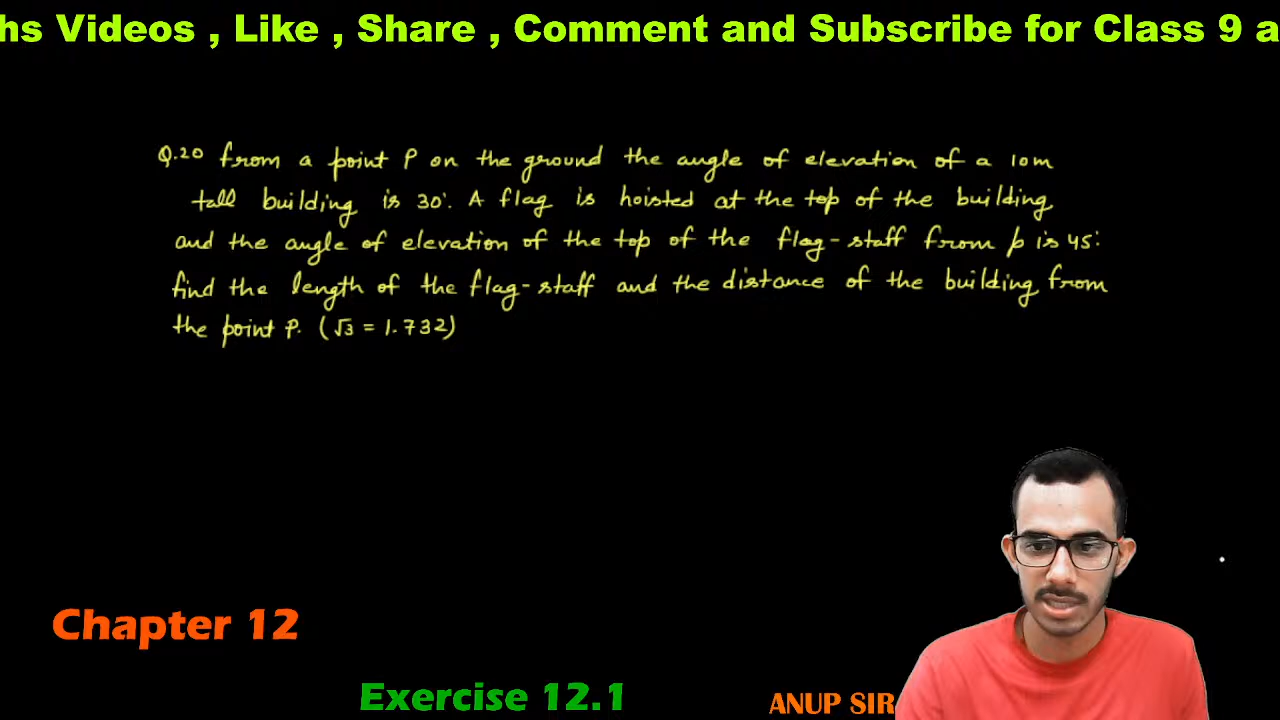 hs Videos , Like , Share , Comment and Subscribe for Class 9 a
Q.20 from a point P on the ground the angle of elevation of a 10m
tall building is 30°. A flag is hoisted at the top of the building
and the angle of elevation of the top of the flag-staff from p is 45°.
find the length of the flag-staff and the distance of the building from
the point P. (√3 = 1.732)
Chapter 12
Exercise 12.1
ANUP SIR